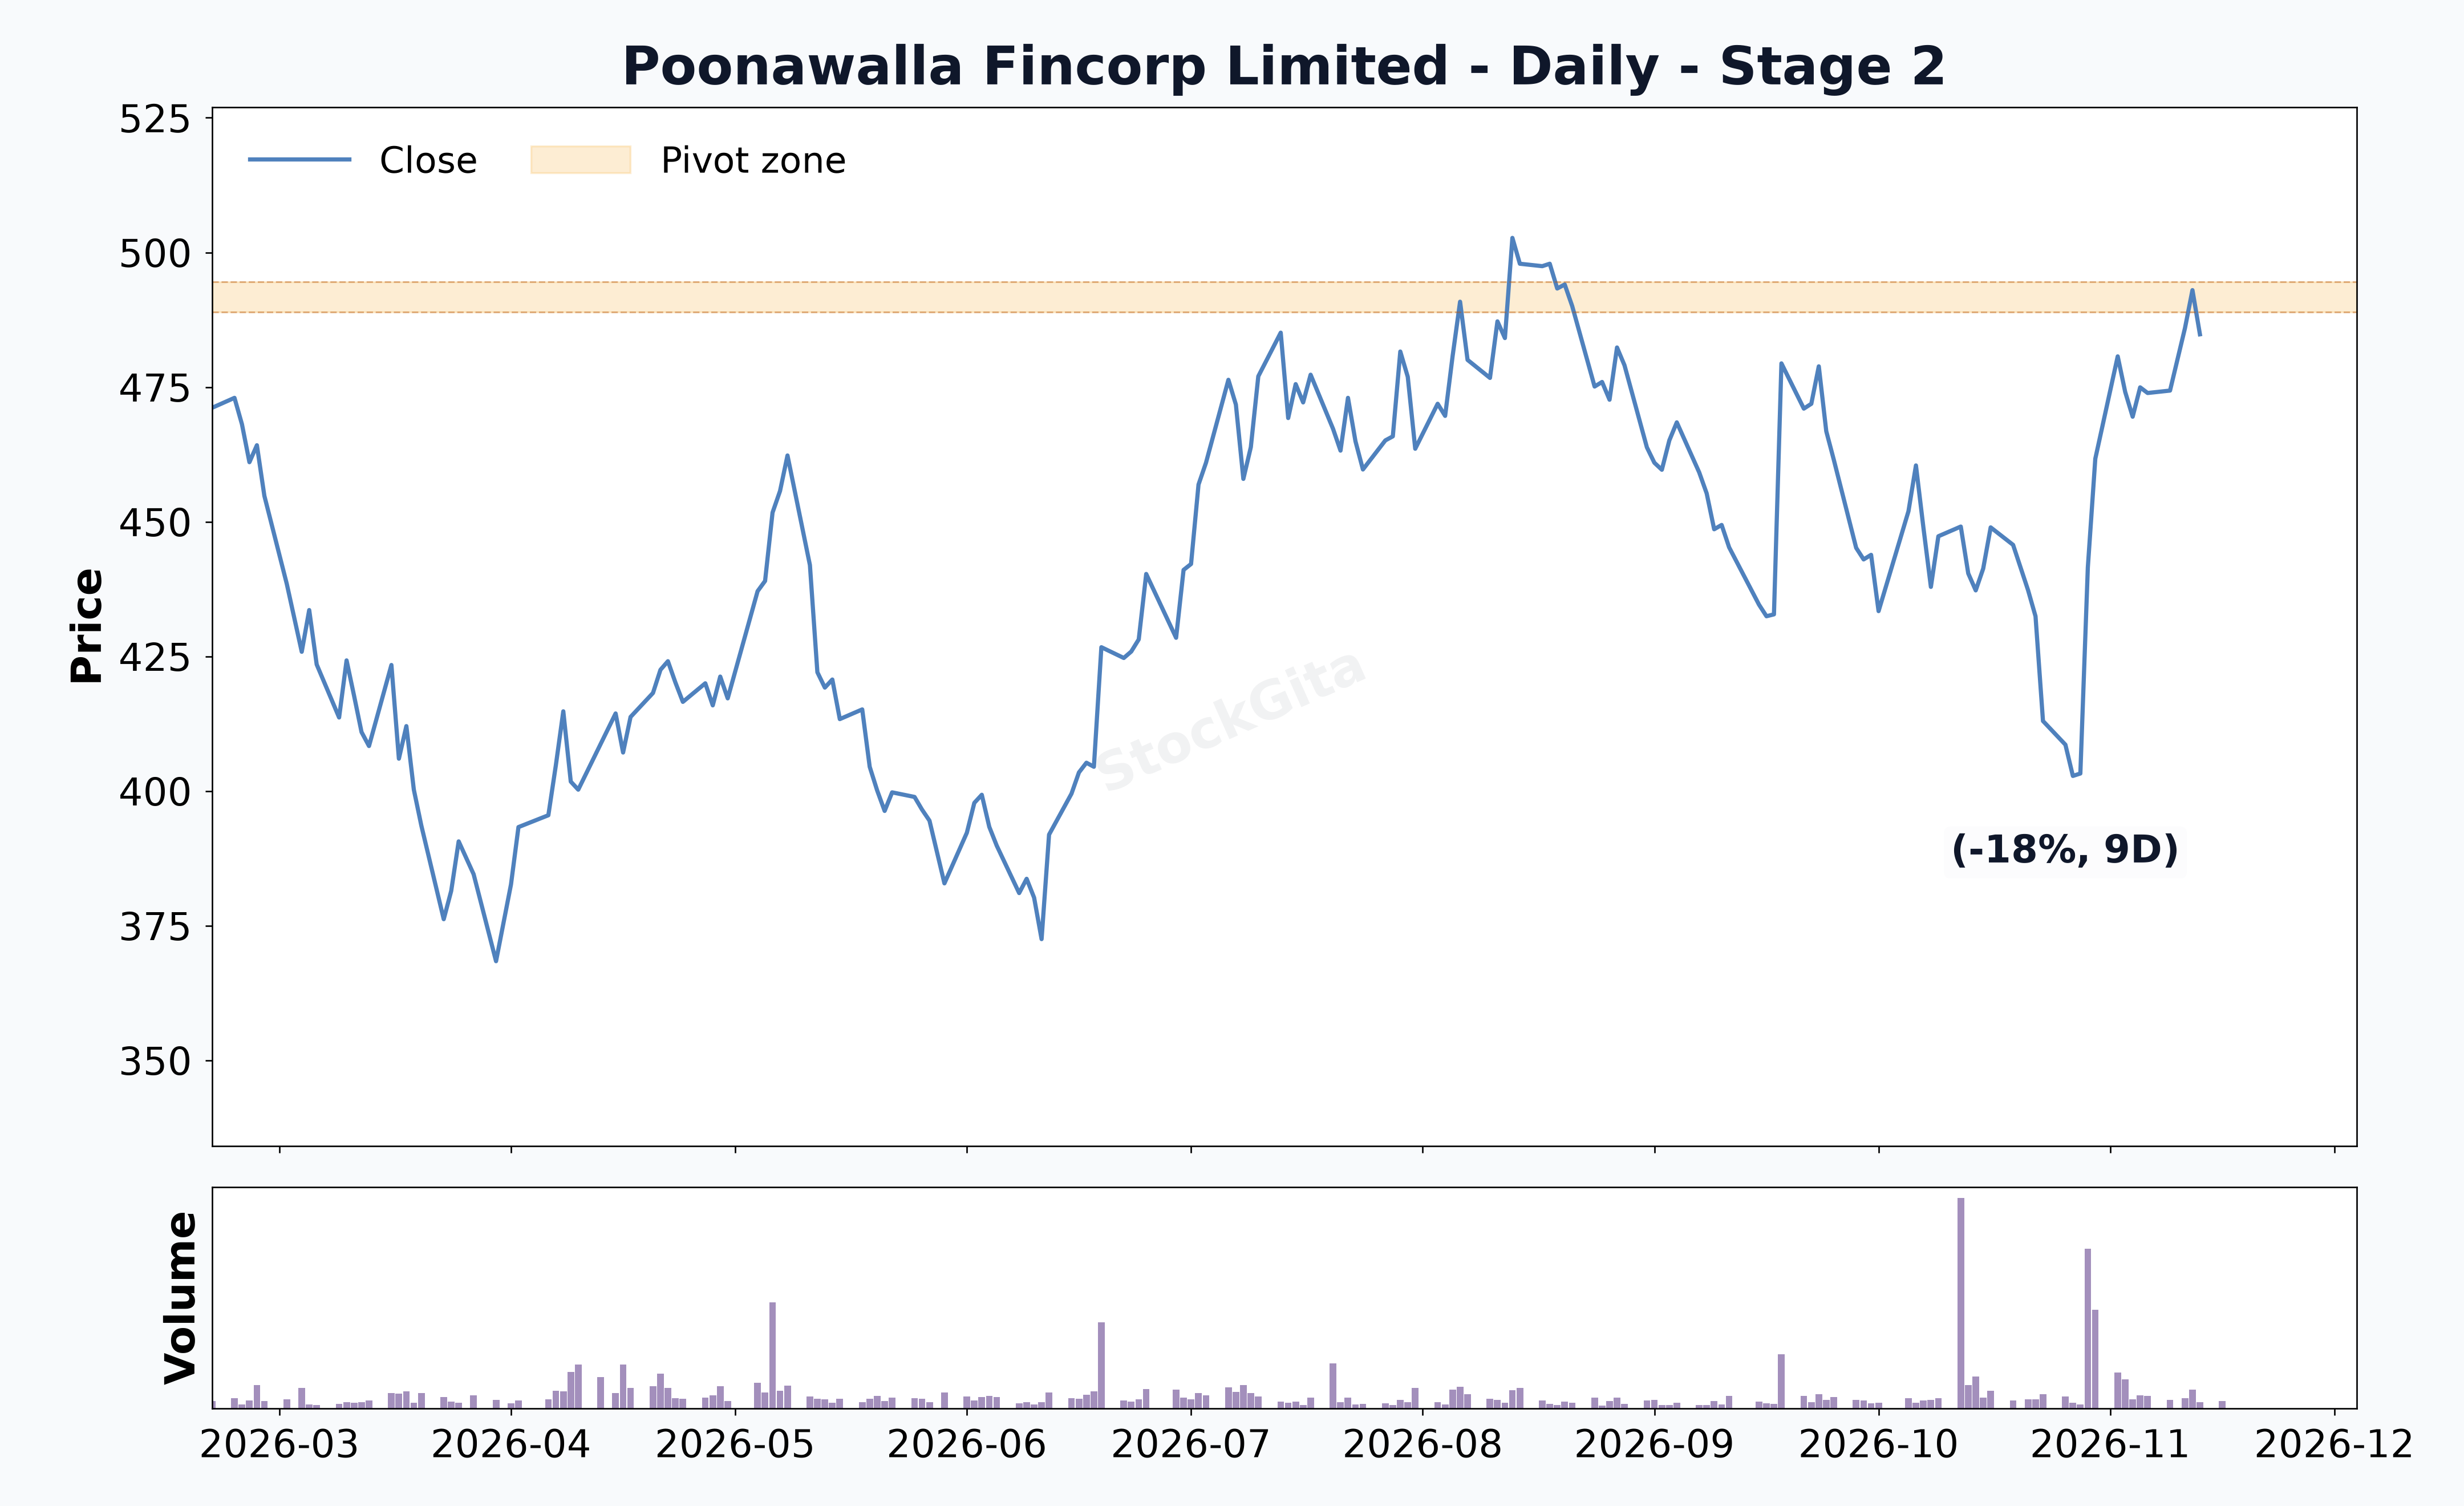 Poonawalla Fincorp Limited - Daily - Stage 2
525
Close
Pivot zone
500
475
450
Price
425
StockGita
400
(-18%, 9D)
375
350
Volume
2026-03 2026-04 2026-05 2026-06 2026-07 2026-08 2026-09 2026-10 2026-11 2026-12